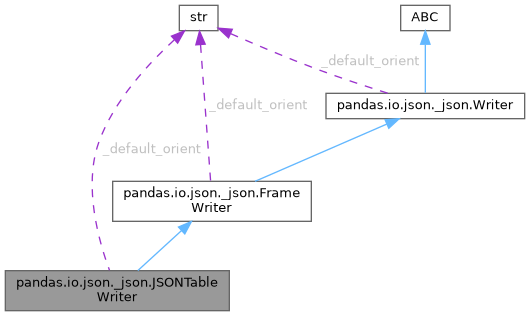 str
ABC
_default_orient
pandas.io.json._json.Writer
_default_orient
_default_orient
pandas.io.json._json.Frame
Writer
pandas.io.json._json.JSONTable
Writer